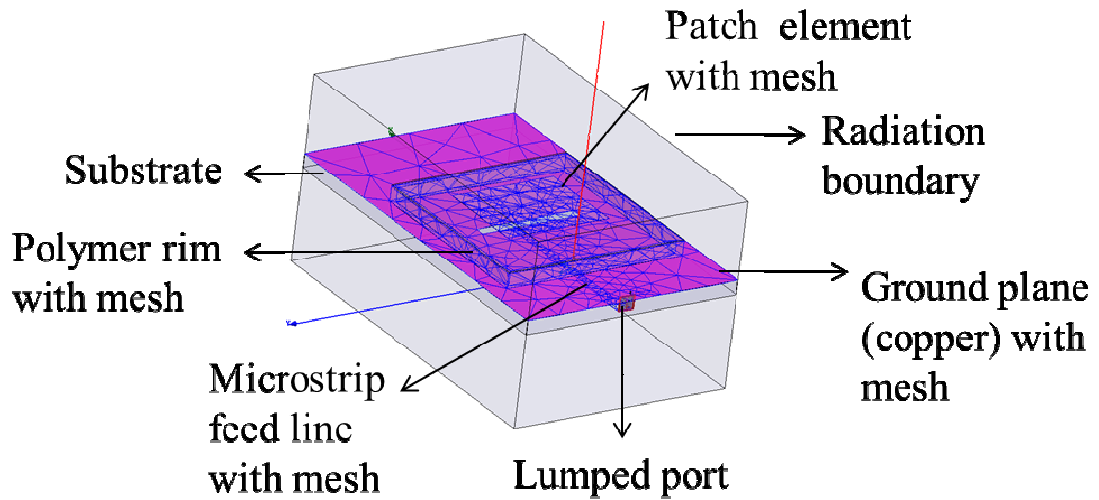 Patch element
with mesh
Radiation
boundary
Substrate
Polymer rim
with mesh
Ground plane
(copper) with
mesh
Microstrip
feed line
with mesh
Lumped port